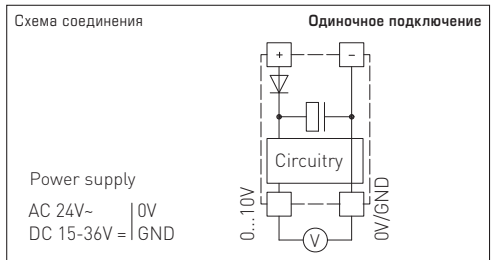 Схема соединения
Одиночное подключение
+ −
Circuitry
Power supply
AC 24V~ 0V
DC 15-36V = GND
0...10V
0V/GND
V